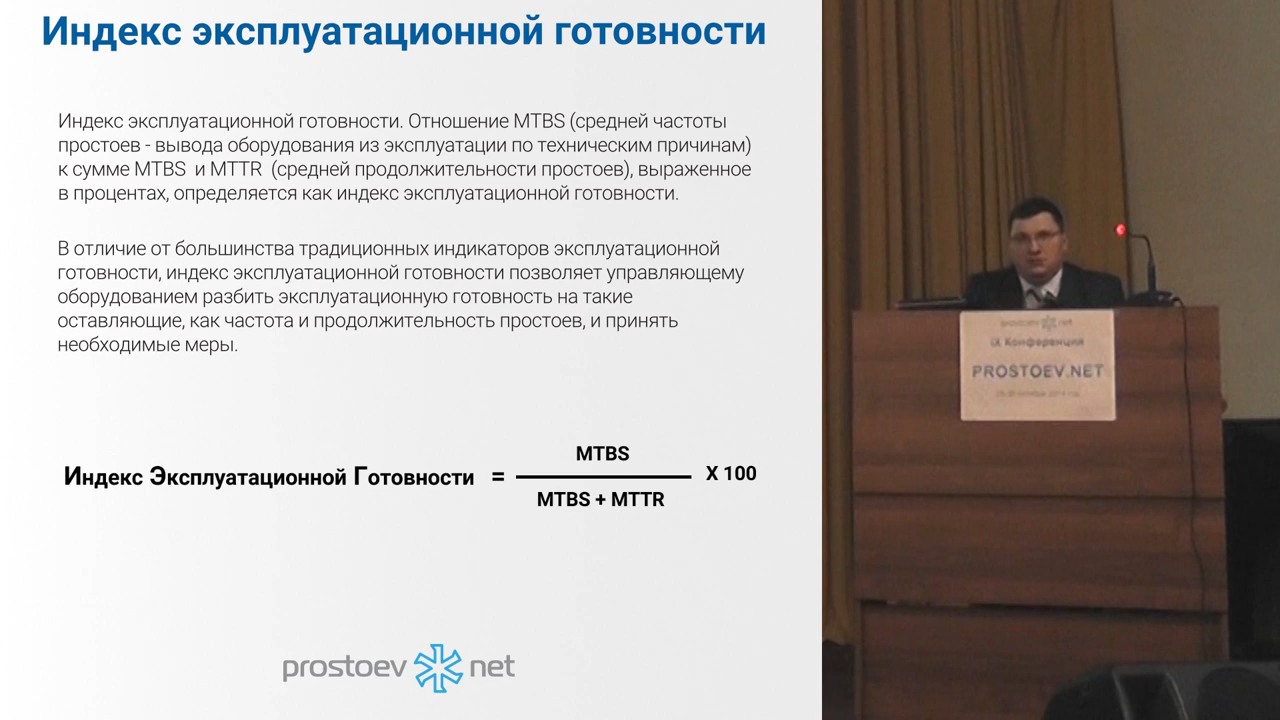 Индекс эксплуатационной готовности
Индекс эксплуатационной готовности. Отношение MTBS (средней частоты
простоев - вывода оборудования из эксплуатации по техническим причинам)
к сумме MTBS и MTTR (средней продолжительности простоев), выраженное
в процентах, определяется как индекс эксплуатационной готовности.
В отличие от большинства традиционных индикаторов эксплуатационной
готовности, индекс эксплуатационной готовности позволяет управляющему
оборудованием разбить эксплуатационную готовность на такие
оставляющие, как частота и продолжительность простоев, и принять
необходимые меры.
Индекс Эксплуатационной Готовности = MTBS X 100
MTBS + MTTR
prostoev net
prostoev net
IX Конференция
PROSTOEV.NET